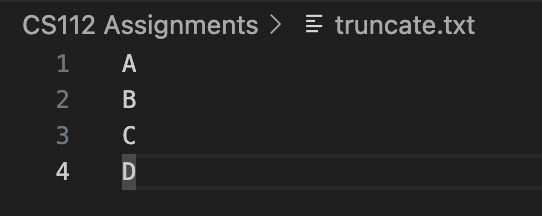 CS112 Assignments > truncate.txt
1 A
2 B
3 C
4 D